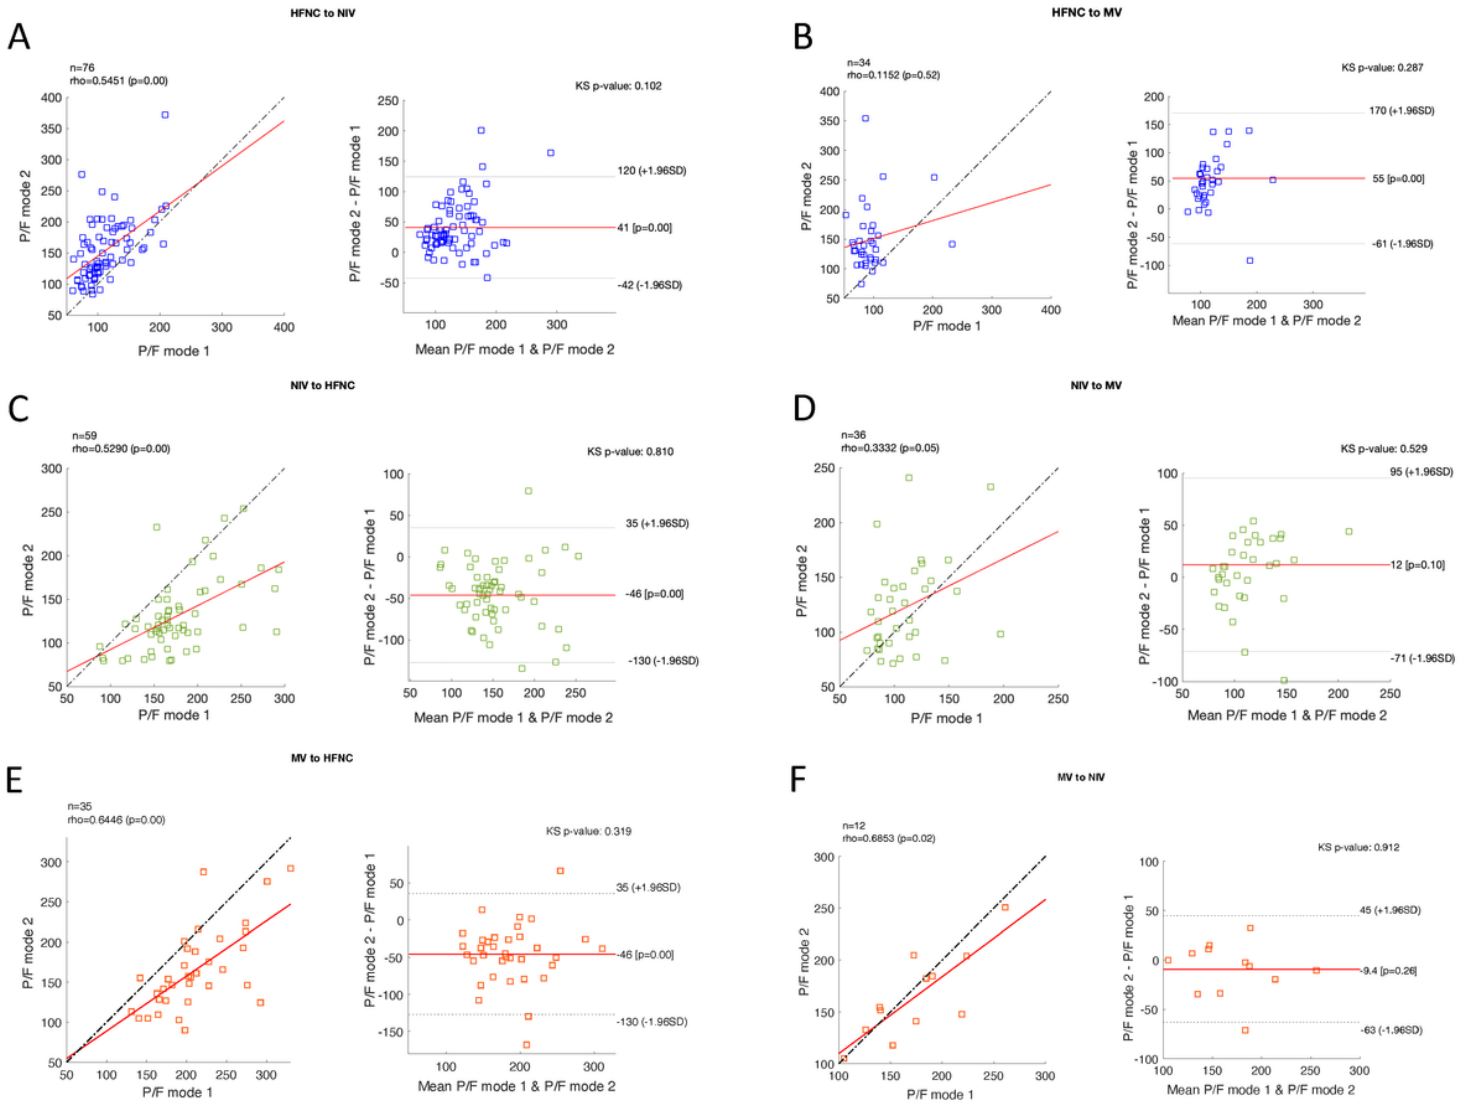 HFNC to NIV
A
n=76
rho=0.5451 (p=0.00)
400
350
300
250
200
150
100
50
100
200
300
400
P/F mode 2
P/F mode 1
KS p-value: 0.102
250
200
150
100
50
0
-50
100
200
300
P/F mode 2 - P/F mode 1
Mean P/F mode 1 & P/F mode 2
120 (+1.96SD)
41 [p=0.00]
-42 (-1.96SD)
HFNC to MV
B
n=34
rho=0.1152 (p=0.52)
400
350
300
250
200
150
100
50
100
200
300
400
P/F mode 2
P/F mode 1
KS p-value: 0.287
200
150
100
50
0
-50
-100
100
200
300
P/F mode 2 - P/F mode 1
Mean P/F mode 1 & P/F mode 2
170 (+1.96SD)
55 [p=0.00]
-61 (-1.96SD)
NIV to HFNC
C
n=59
rho=0.5290 (p=0.00)
300
250
200
150
100
50
50
100
150
200
250
300
P/F mode 2
P/F mode 1
KS p-value: 0.810
100
50
0
-50
-100
50
100
150
200
250
P/F mode 2 - P/F mode 1
Mean P/F mode 1 & P/F mode 2
35 (+1.96SD)
-46 [p=0.00]
-130 (-1.96SD)
NIV to MV
D
n=36
rho=0.3332 (p=0.05)
250
200
150
100
50
50
100
150
200
250
P/F mode 2
P/F mode 1
KS p-value: 0.529
100
50
0
-50
-100
50
100
150
200
250
P/F mode 2 - P/F mode 1
Mean P/F mode 1 & P/F mode 2
95 (+1.96SD)
12 [p=0.10]
-71 (-1.96SD)
MV to HFNC
E
n=35
rho=0.6446 (p=0.00)
300
250
200
150
100
50
50
100
150
200
250
300
P/F mode 2
P/F mode 1
KS p-value: 0.319
50
0
-50
-100
-150
100
200
300
P/F mode 2 - P/F mode 1
Mean P/F mode 1 & P/F mode 2
35 (+1.96SD)
-46 [p=0.00]
-130 (-1.96SD)
MV to NIV
F
n=12
rho=0.6853 (p=0.02)
300
250
200
150
100
100
150
200
250
300
P/F mode 2
P/F mode 1
KS p-value: 0.912
100
50
0
-50
-100
100
150
200
250
300
P/F mode 2 - P/F mode 1
Mean P/F mode 1 & P/F mode 2
45 (+1.96SD)
-9.4 [p=0.26]
-63 (-1.96SD)